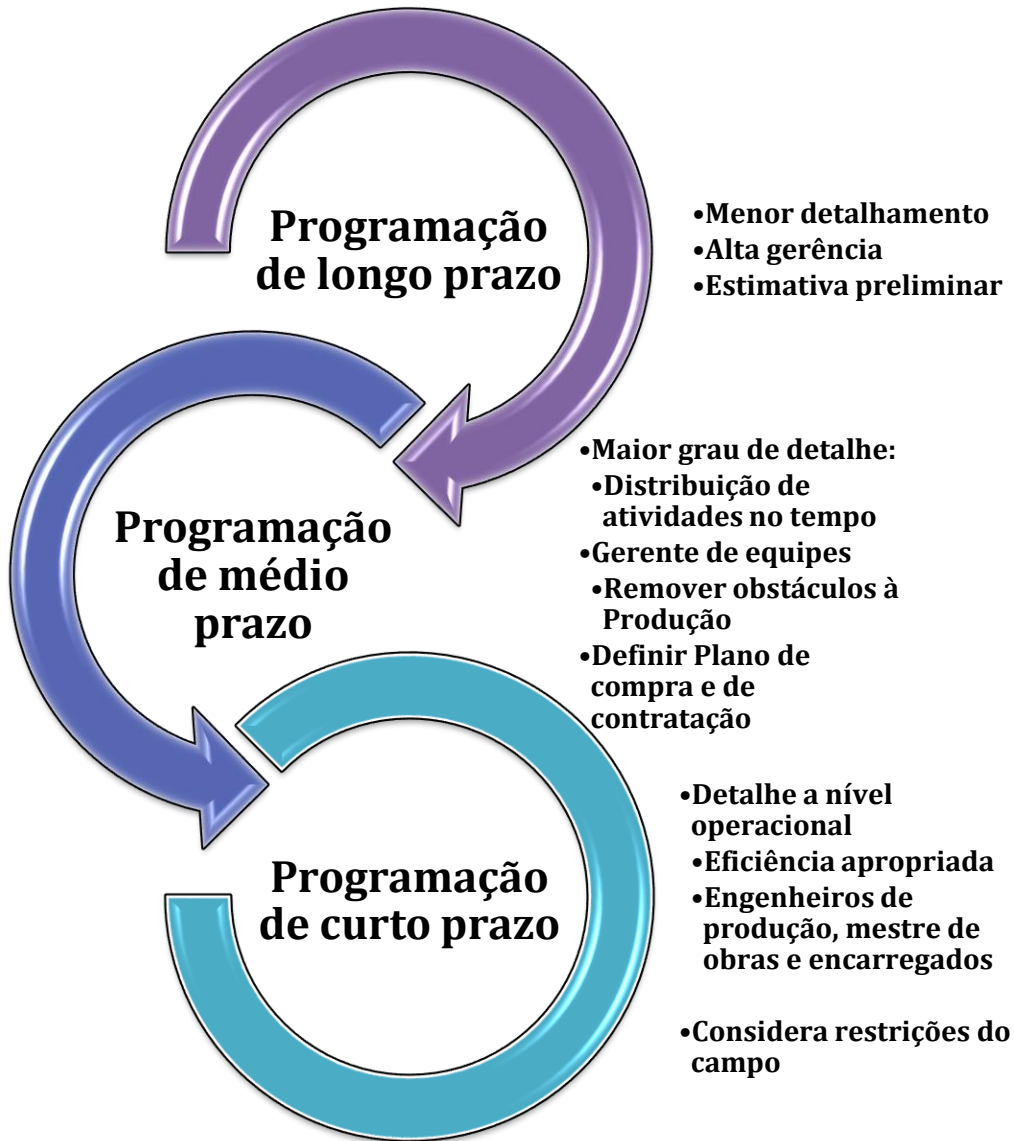 Programação
de longo prazo
•Menor detalhamento
•Alta gerência
•Estimativa preliminar
Programação
de médio
prazo
•Maior grau de detalhe:
•Distribuição de
atividades no tempo
•Gerente de equipes
•Remover obstáculos à
Produção
•Definir Plano de
compra e de
contratação
Programação
de curto prazo
•Detalhe a nível
operacional
•Eficiência apropriada
•Engenheiros de
produção, mestre de
obras e encarregados
•Considera restrições do
campo